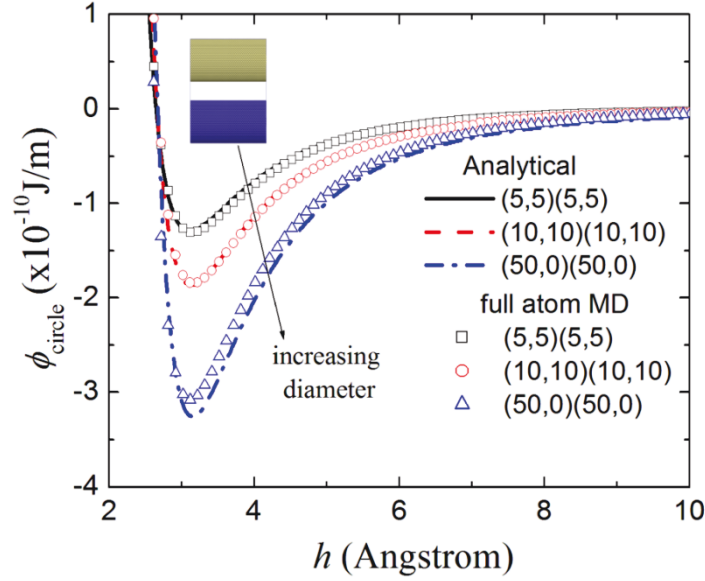 1
0
-1
-2
-3
-4
ϕcircle (x10⁻¹⁰J/m)
2
4
6
8
10
h (Angstrom)
increasing
diameter
Analytical
(5,5)(5,5)
(10,10)(10,10)
(50,0)(50,0)
full atom MD
(5,5)(5,5)
(10,10)(10,10)
(50,0)(50,0)